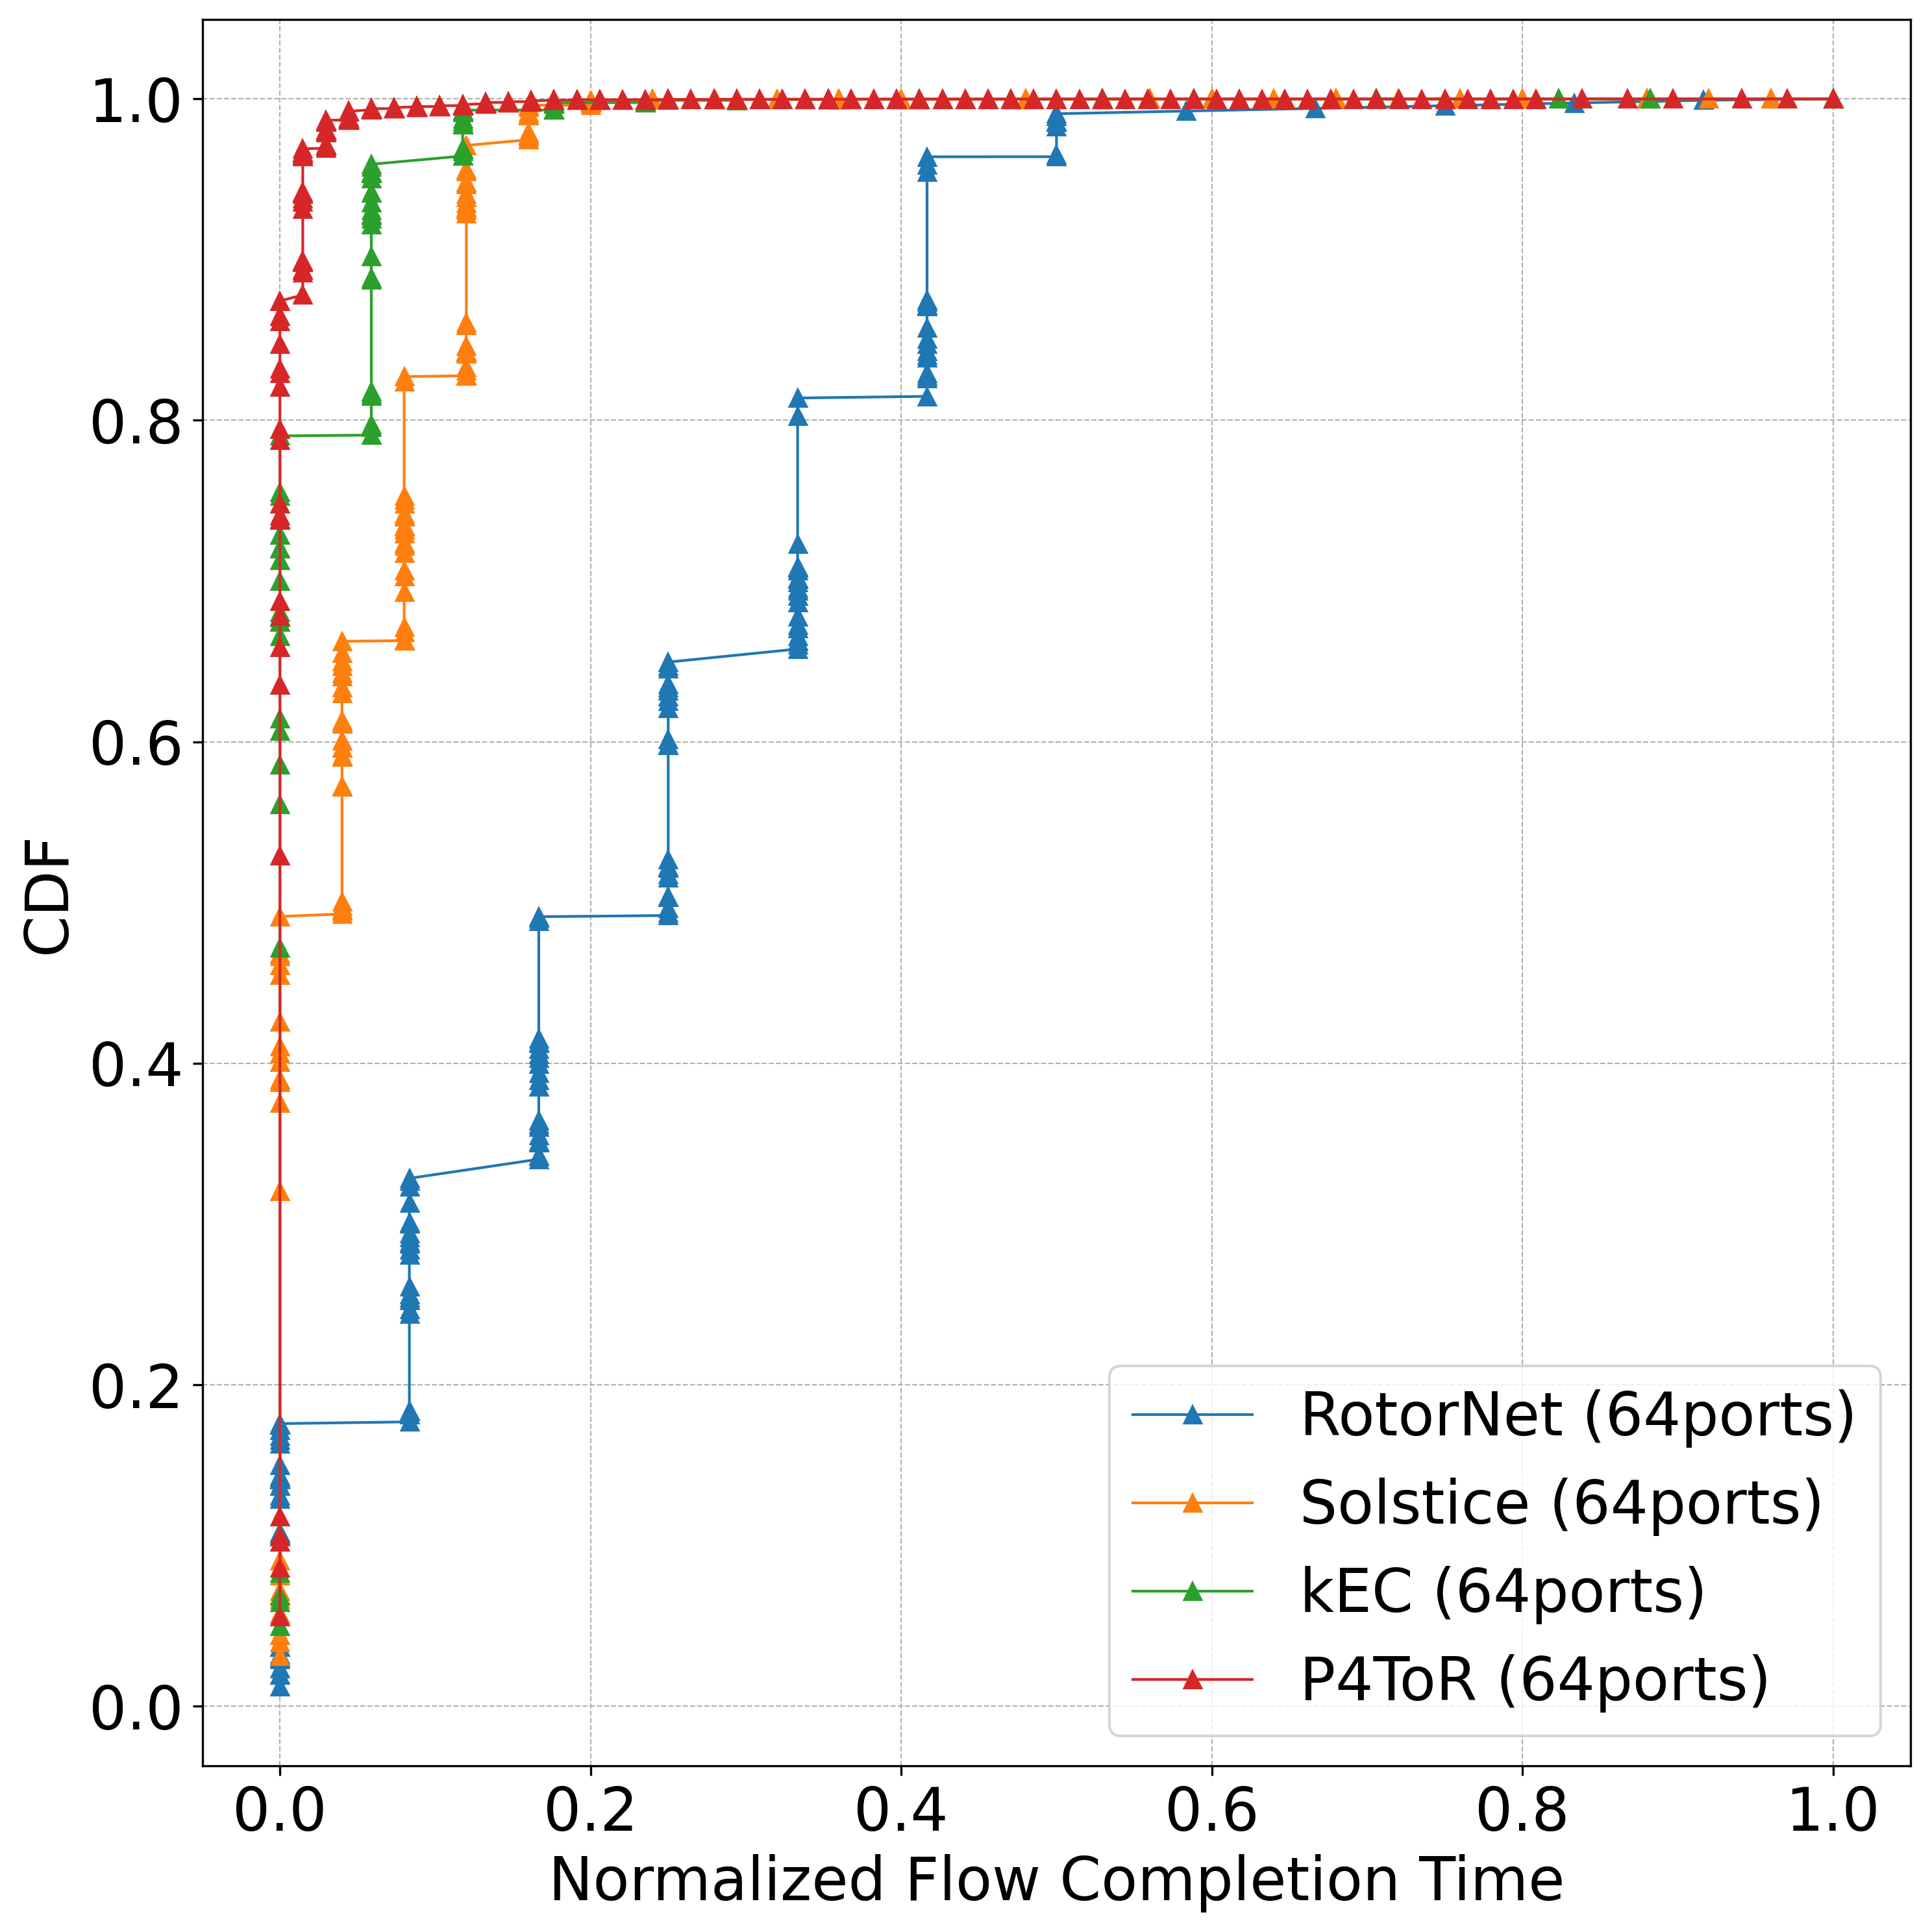 1.0
0.8
0.6
0.4
0.2
0.0
CDF
RotorNet (64ports)
Solstice (64ports)
kEC (64ports)
P4ToR (64ports)
0.0 0.2 0.4 0.6 0.8 1.0
Normalized Flow Completion Time